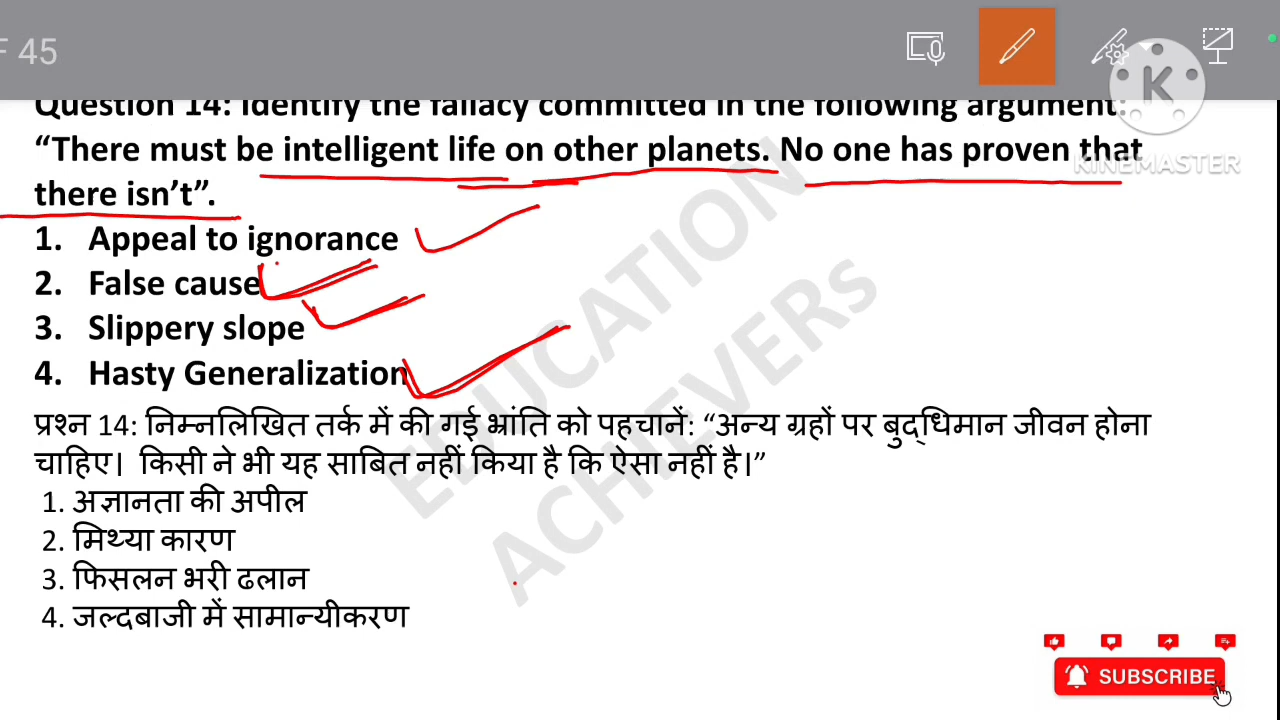 F 45
Question 14: Identify the fallacy committed in the following argument:
“There must be intelligent life on other planets. No one has proven that
there isn’t”.
1. Appeal to ignorance
2. False cause
3. Slippery slope
4. Hasty Generalization
प्रश्न 14: निम्नलिखित तर्क में की गई भ्रांति को पहचानें: “अन्य ग्रहों पर बुद्धिमान जीवन होना
चाहिए। किसी ने भी यह साबित नहीं किया है कि ऐसा नहीं है।”
1. अज्ञानता की अपील
2. मिथ्या कारण
3. फिसलन भरी ढलान
4. जल्दबाजी में सामान्यीकरण
EDUCATION
ACHIEVERs
K
KINEMASTER
SUBSCRIBE